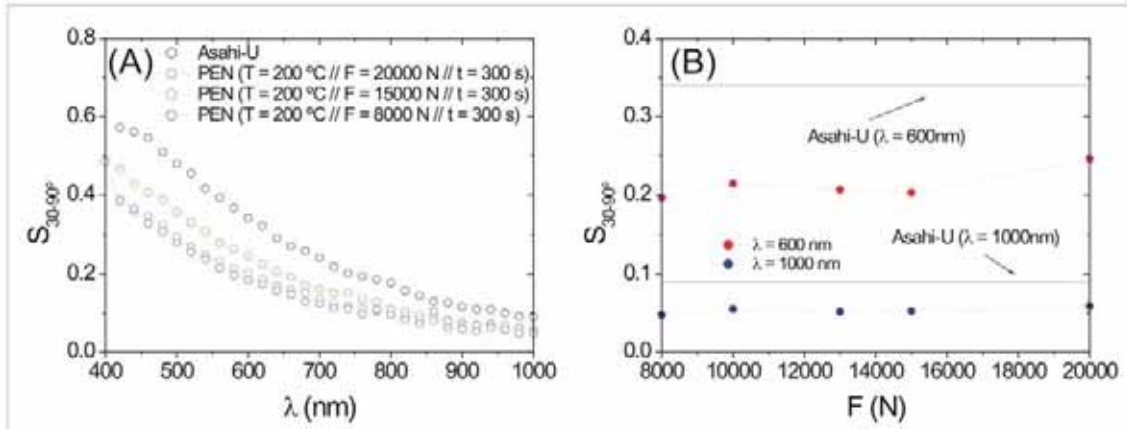 (A)
Asahi-U
PEN (T = 200 ºC // F = 20000 N // t = 300 s)
PEN (T = 200 ºC // F = 15000 N // t = 300 s)
PEN (T = 200 ºC // F = 8000 N // t = 300 s)
0.8
0.6
0.4
0.2
0.0
S30-90º
400 500 600 700 800 900 1000
λ (nm)
(B)
0.4
0.3
0.2
0.1
0.0
S30-90º
Asahi-U (λ = 600nm)
Asahi-U (λ = 1000nm)
λ = 600 nm
λ = 1000 nm
8000 10000 12000 14000 16000 18000 20000
F (N)